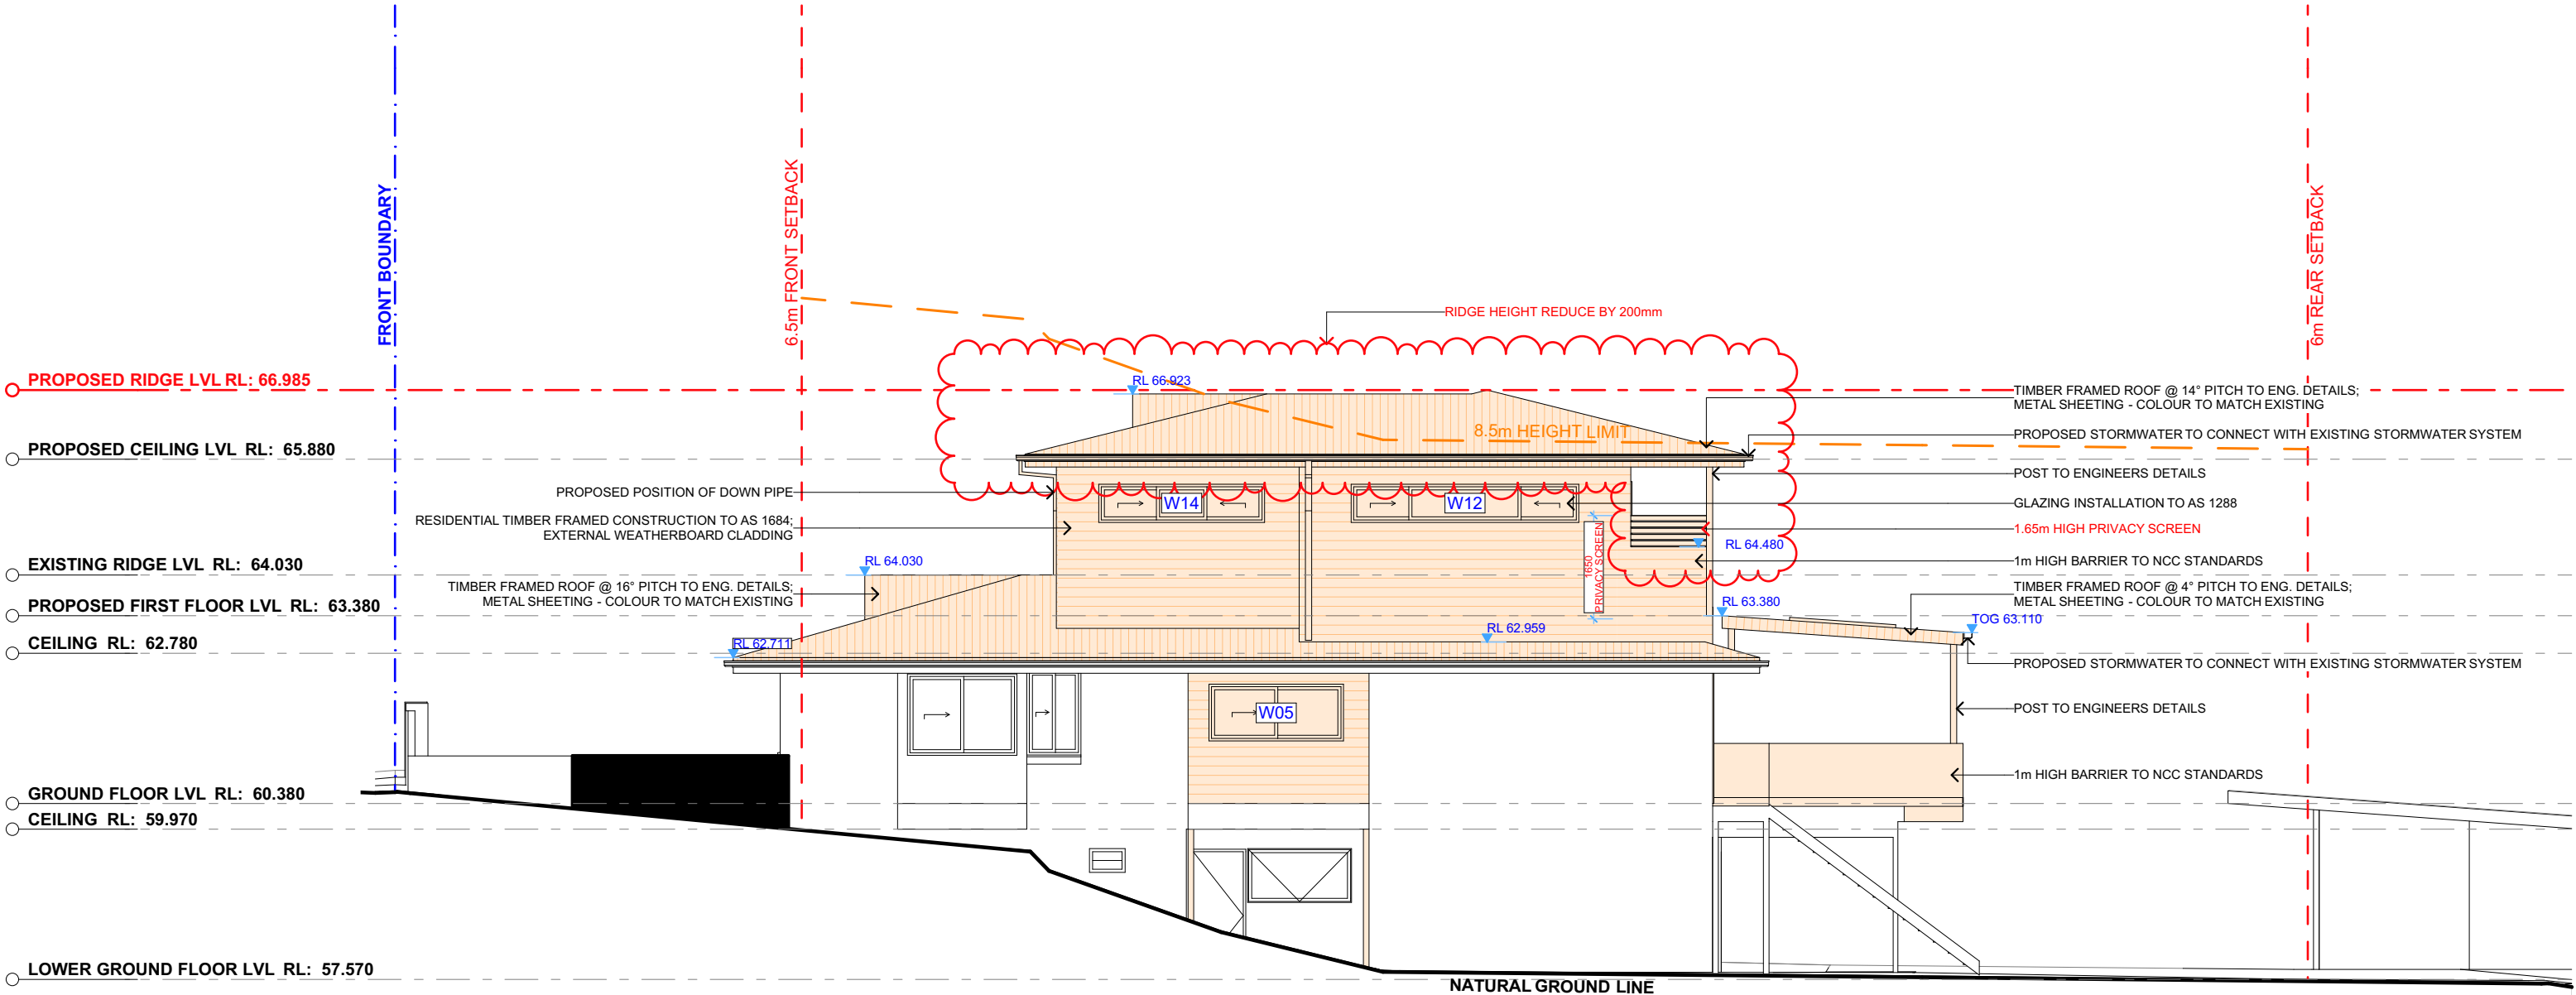 FRONT BOUNDARY
6.5m FRONT SETBACK
6m REAR SETBACK
RIDGE HEIGHT REDUCE BY 200mm
PROPOSED RIDGE LVL RL: 66.985
RL 66.923
TIMBER FRAMED ROOF @ 14° PITCH TO ENG. DETAILS;
METAL SHEETING - COLOUR TO MATCH EXISTING
8.5m HEIGHT LIMIT
PROPOSED STORMWATER TO CONNECT WITH EXISTING STORMWATER SYSTEM
PROPOSED CEILING LVL RL: 65.880
POST TO ENGINEERS DETAILS
PROPOSED POSITION OF DOWN PIPE
W14
W12
GLAZING INSTALLATION TO AS 1288
RESIDENTIAL TIMBER FRAMED CONSTRUCTION TO AS 1684;
EXTERNAL WEATHERBOARD CLADDING
1.65m HIGH PRIVACY SCREEN
RL 64.480
1650
PRIVACY SCREEN
EXISTING RIDGE LVL RL: 64.030
RL 64.030
1m HIGH BARRIER TO NCC STANDARDS
TIMBER FRAMED ROOF @ 16° PITCH TO ENG. DETAILS;
METAL SHEETING - COLOUR TO MATCH EXISTING
TIMBER FRAMED ROOF @ 4° PITCH TO ENG. DETAILS;
METAL SHEETING - COLOUR TO MATCH EXISTING
PROPOSED FIRST FLOOR LVL RL: 63.380
RL 63.380
TOG 63.110
RL 62.959
CEILING RL: 62.780
RL 62.711
PROPOSED STORMWATER TO CONNECT WITH EXISTING STORMWATER SYSTEM
W05
POST TO ENGINEERS DETAILS
1m HIGH BARRIER TO NCC STANDARDS
GROUND FLOOR LVL RL: 60.380
CEILING RL: 59.970
LOWER GROUND FLOOR LVL RL: 57.570
NATURAL GROUND LINE